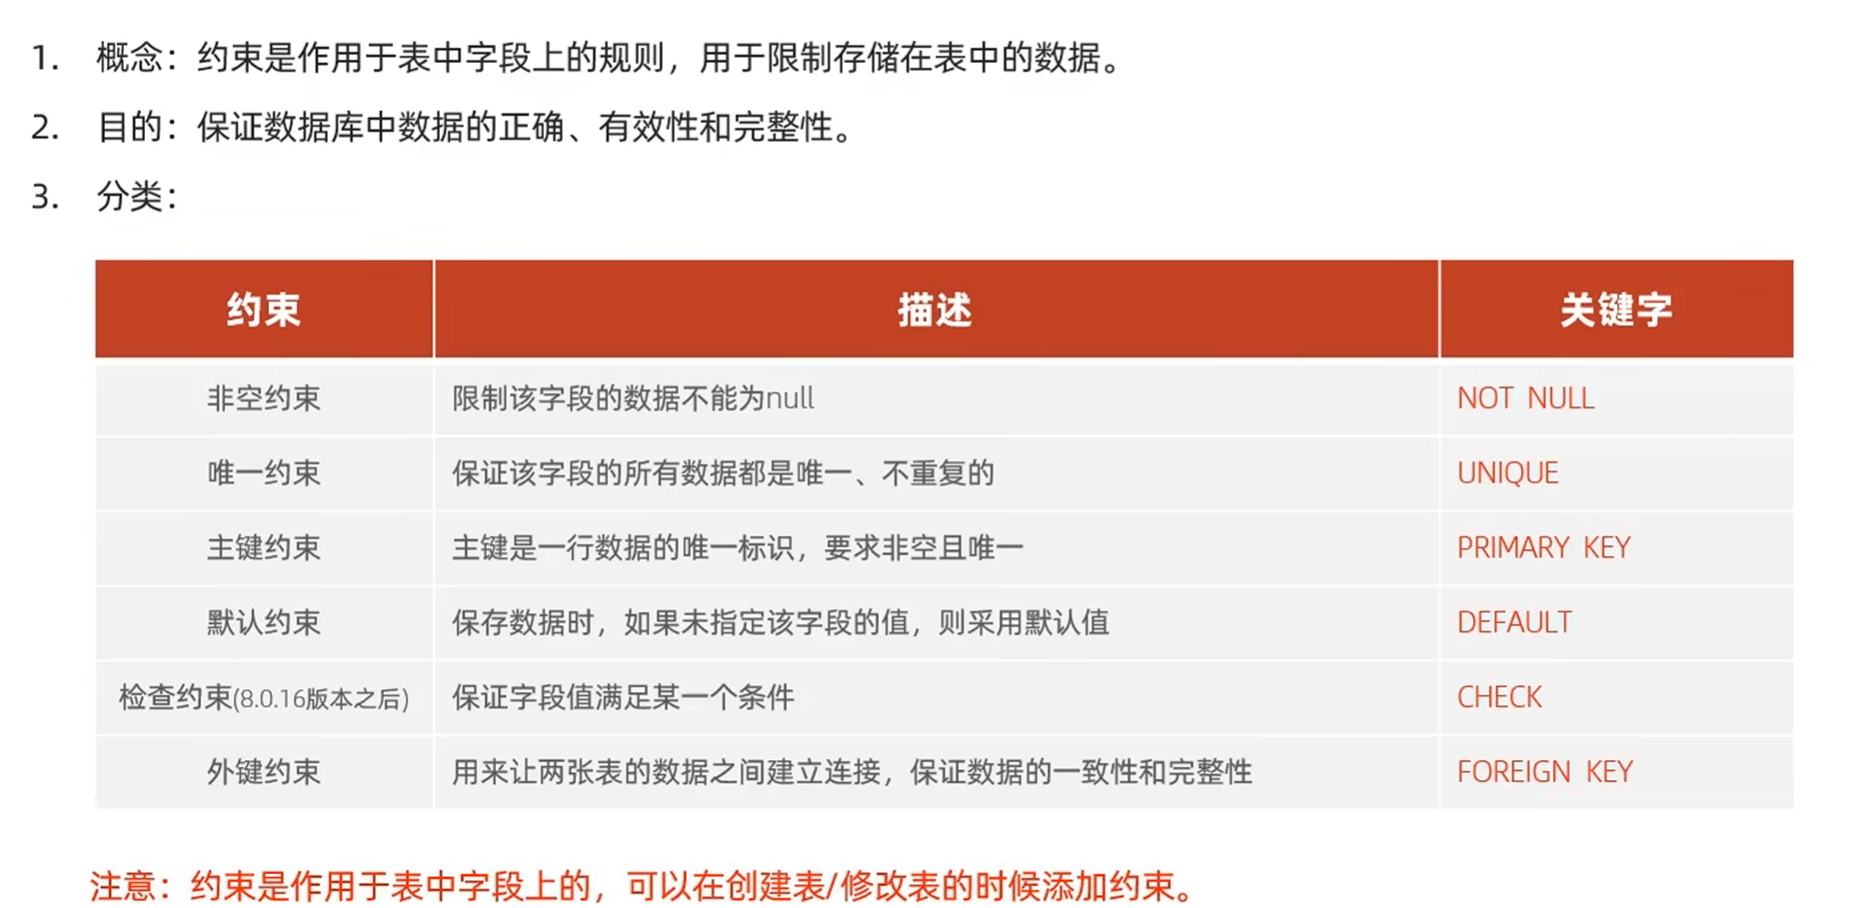 1. 概念：约束是作用于表中字段上的规则，用于限制存储在表中的数据。
2. 目的：保证数据库中数据的正确、有效性和完整性。
3. 分类：
约束 描述 关键字
非空约束 限制该字段的数据不能为null NOT NULL
唯一约束 保证该字段的所有数据都是唯一、不重复的 UNIQUE
主键约束 主键是一行数据的唯一标识，要求非空且唯一 PRIMARY KEY
默认约束 保存数据时，如果未指定该字段的值，则采用默认值 DEFAULT
检查约束(8.0.16版本之后) 保证字段值满足某一个条件 CHECK
外键约束 用来让两张表的数据之间建立连接，保证数据的一致性和完整性 FOREIGN KEY
注意：约束是作用于表中字段上的，可以在创建表/修改表的时候添加约束。